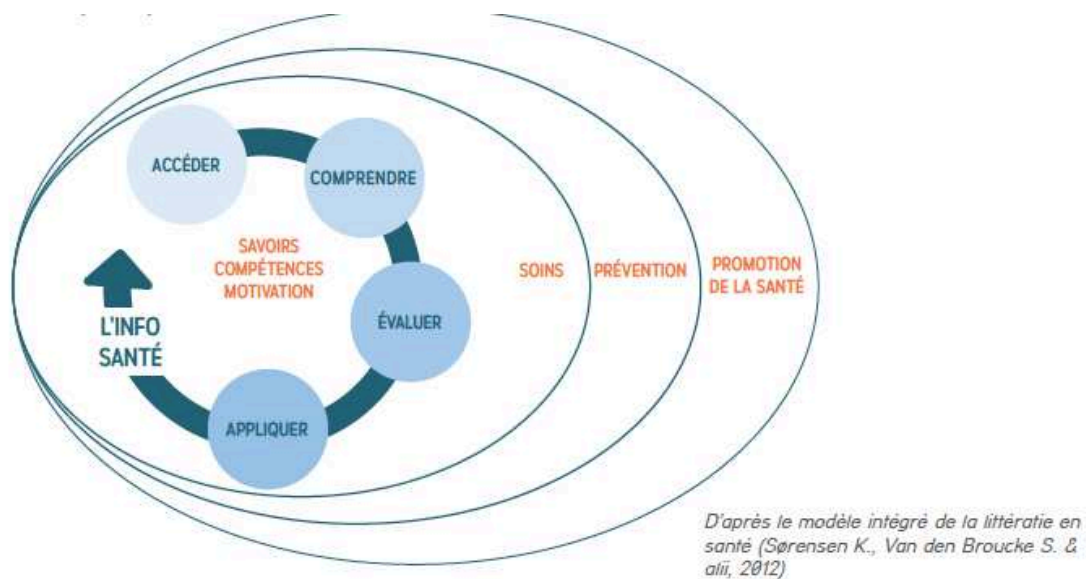 ACCÉDER
COMPRENDRE
SAVOIRS
COMPÉTENCES
MOTIVATION
SOINS
PRÉVENTION
PROMOTION
DE LA SANTÉ
L'INFO
SANTÉ
ÉVALUER
APPLIQUER
D'après le modèle intégré de la littératie en
santé (Sørensen K., Van den Broucke S. &
alii, 2012)